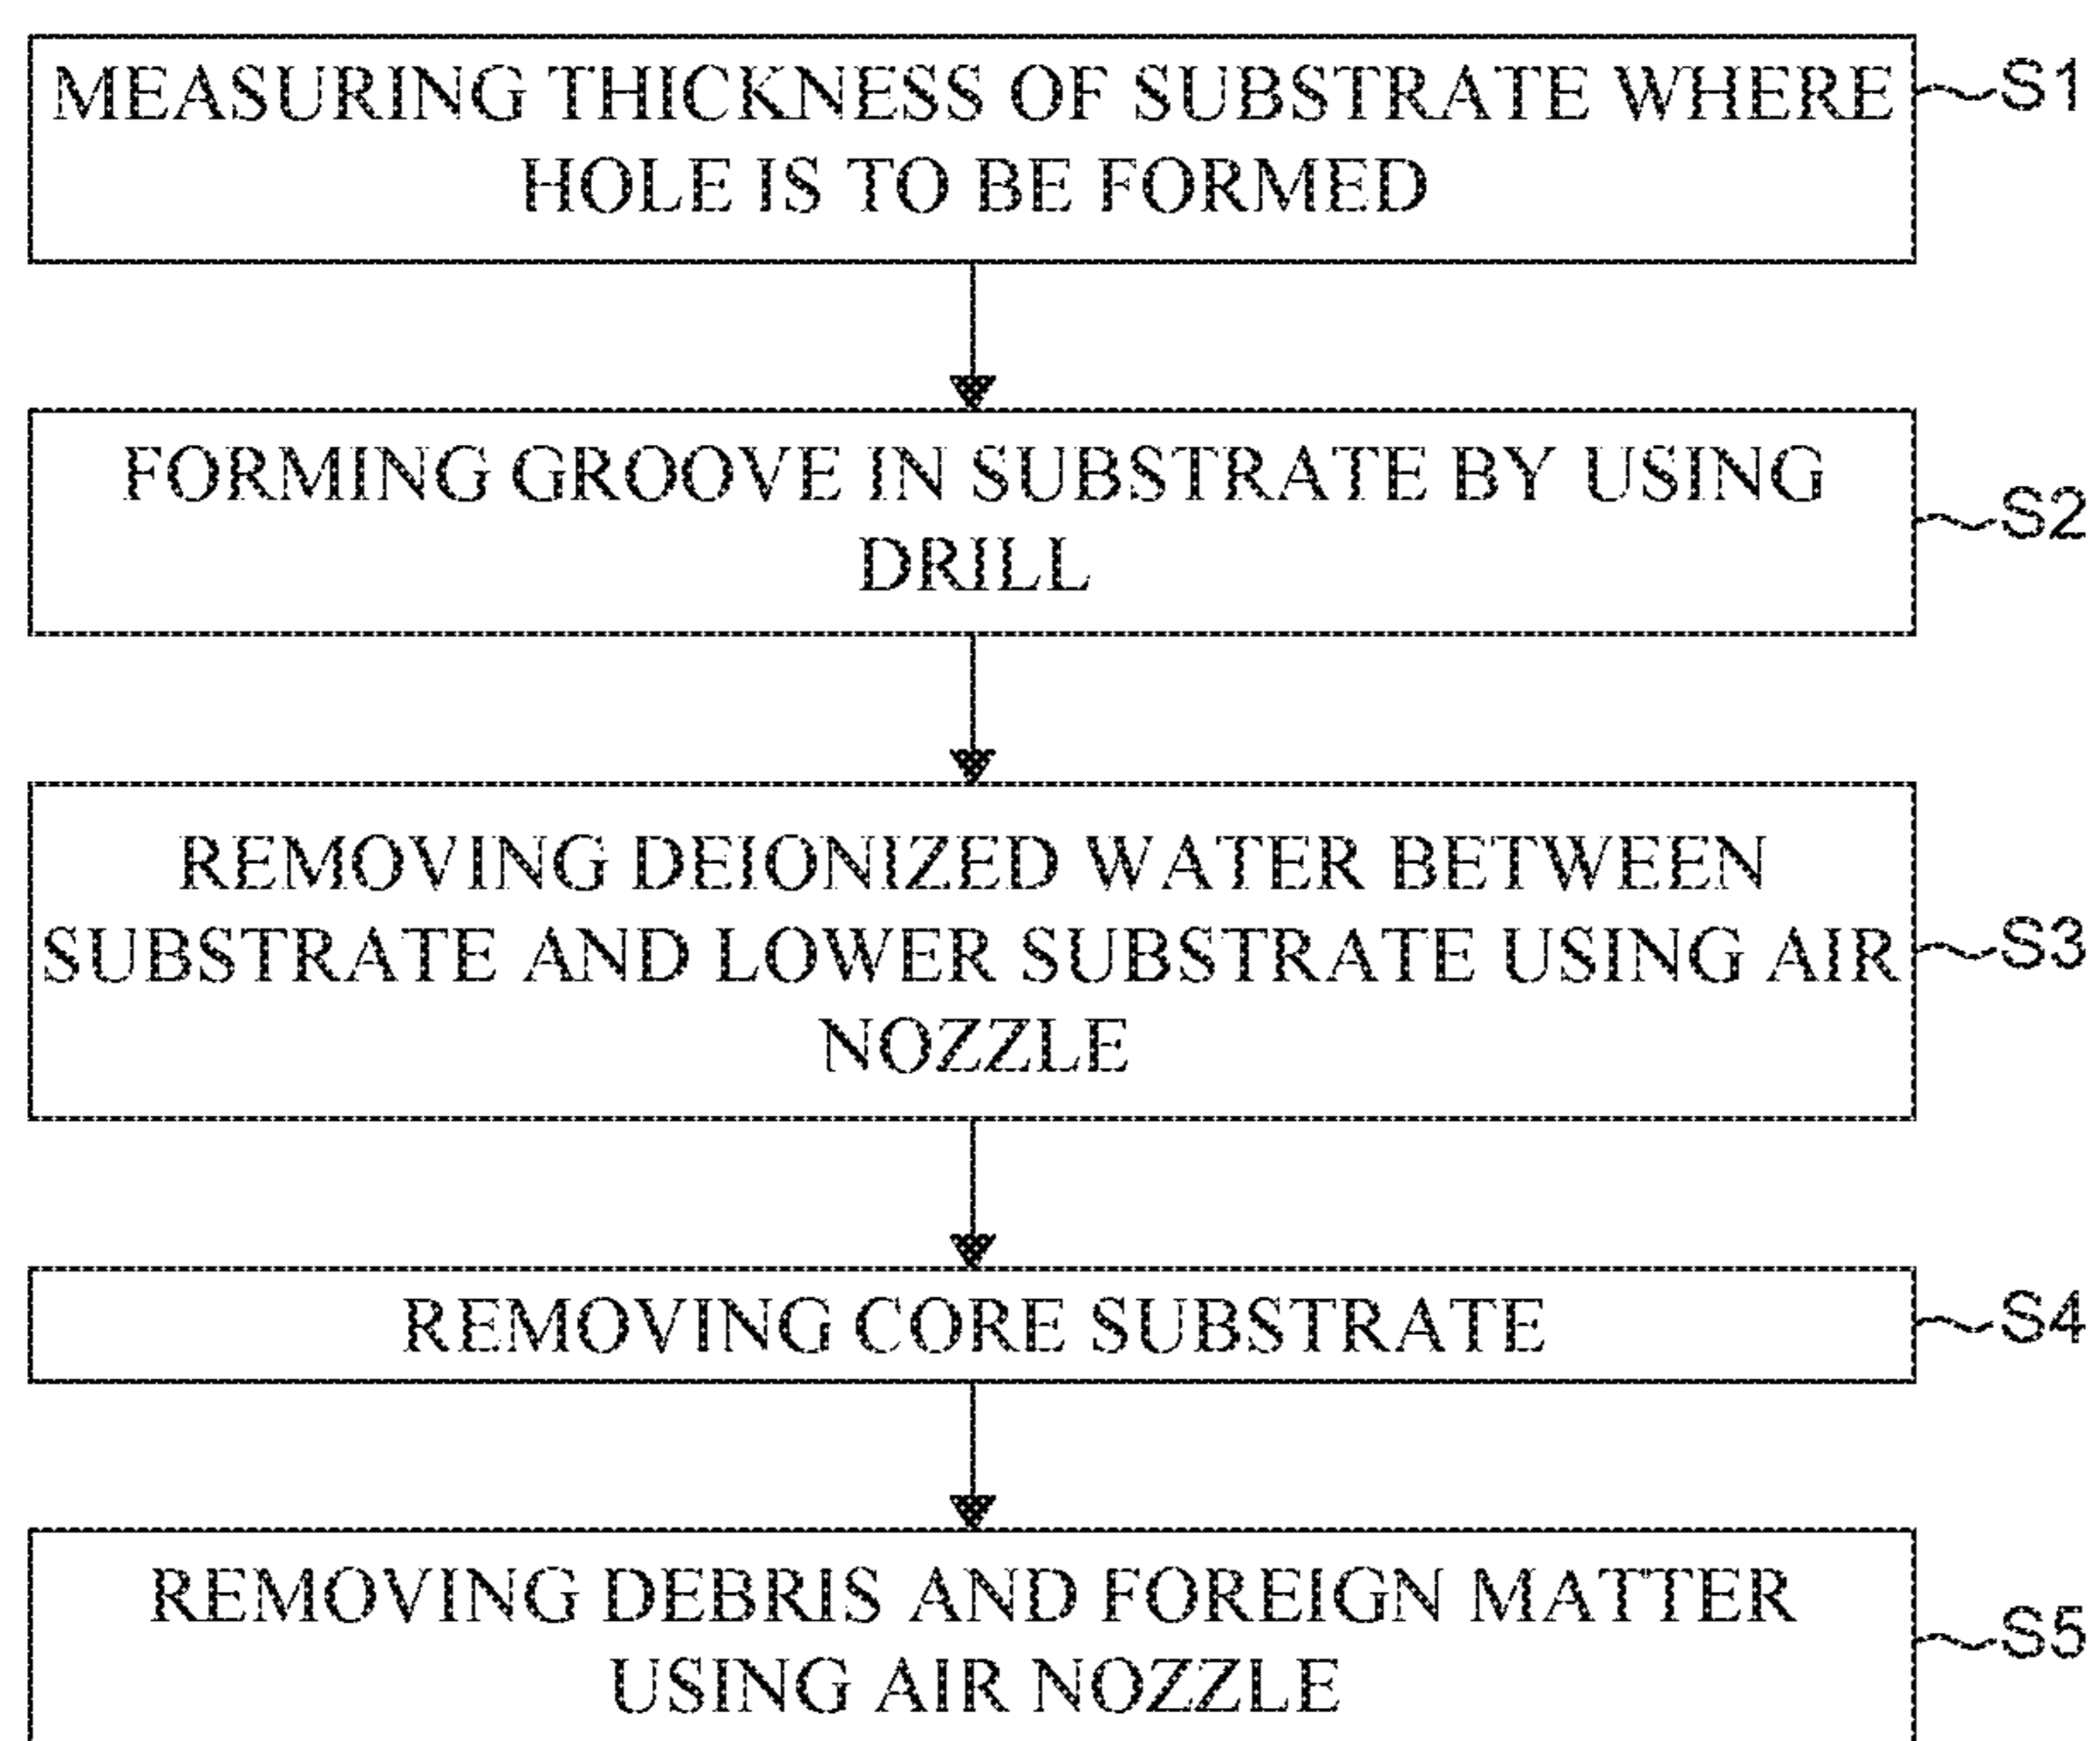 MEASURING THICKNESS OF SUBSTRATE WHERE
HOLE IS TO BE FORMED
S1
FORMING GROOVE IN SUBSTRATE BY USING
DRILL
S2
REMOVING DEIONIZED WATER BETWEEN
SUBSTRATE AND LOWER SUBSTRATE USING AIR
NOZZLE
S3
REMOVING CORE SUBSTRATE
S4
REMOVING DEBRIS AND FOREIGN MATTER
USING AIR NOZZLE
S5